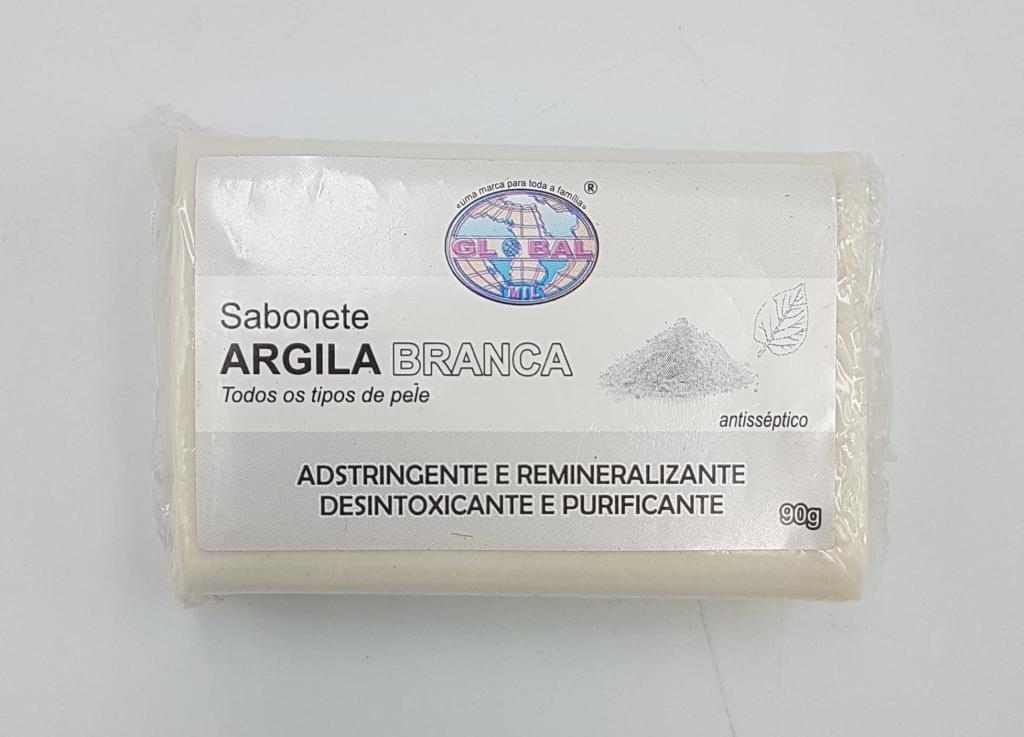 «uma marca para toda a família»
®
GLOBAL
MIL
Sabonete
ARGILA BRANCA
Todos os tipos de pele
antisséptico
ADSTRINGENTE E REMINERALIZANTE
DESINTOXICANTE E PURIFICANTE
90g